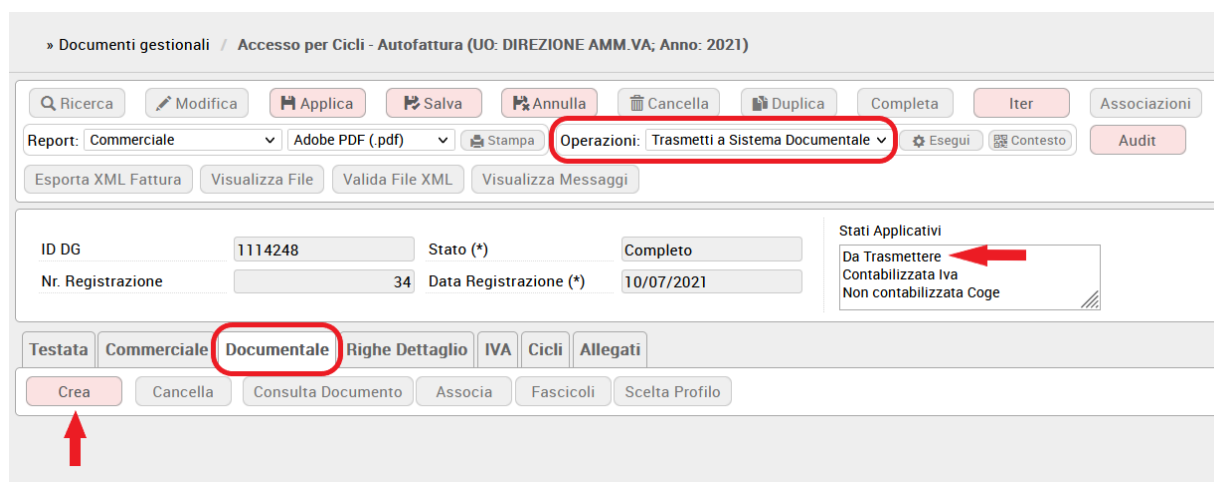 » Documenti gestionali / Accesso per Cicli - Autofattura (UO: DIREZIONE AMM.VA; Anno: 2021)
Ricerca Modifica Applica Salva Annulla Cancella Duplica Completa Iter Associazioni
Report: Commerciale Adobe PDF (.pdf) Stampa Operazioni: Trasmetti a Sistema Documentale Esegui Contesto Audit
Esporta XML Fattura Visualizza File Valida File XML Visualizza Messaggi
Stati Applicativi
ID DG 1114248 Stato (*) Completo Da Trasmettere
Contabilizzata Iva
Nr. Registrazione 34 Data Registrazione (*) 10/07/2021
Non contabilizzata Coge
Testata Commerciale Documentale Righe Dettaglio IVA Cicli Allegati
Crea Cancella Consulta Documento Associa Fascicoli Scelta Profilo